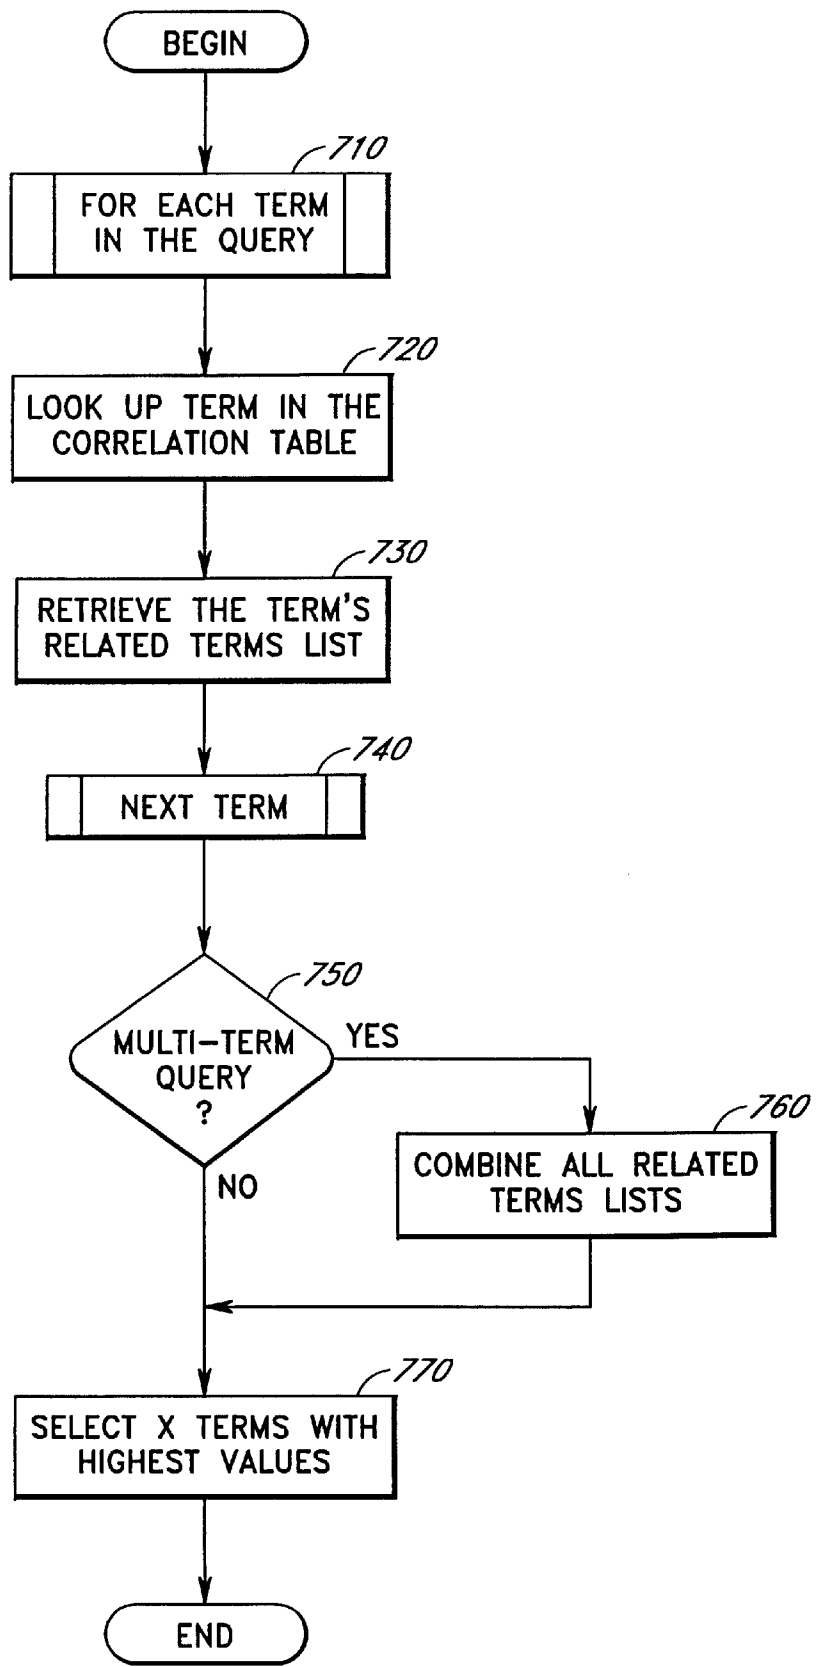 BEGIN
710
FOR EACH TERM
IN THE QUERY
720
LOOK UP TERM IN THE
CORRELATION TABLE
730
RETRIEVE THE TERM'S
RELATED TERMS LIST
740
NEXT TERM
750
MULTI-TERM
QUERY
?
YES
NO
760
COMBINE ALL RELATED
TERMS LISTS
770
SELECT X TERMS WITH
HIGHEST VALUES
END